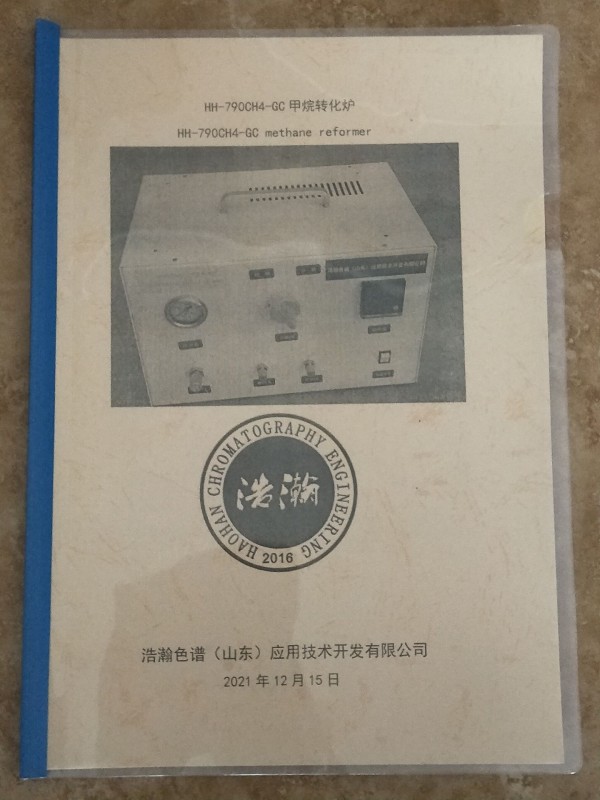 HH-790CH4-GC 甲烷转化炉
HH-790CH4-GC methane reformer
HAOHAN CHROMATOGRAPHY ENGINEERING
浩瀚
2016
浩瀚色谱（山东）应用技术开发有限公司
2021 年 12 月 15 日